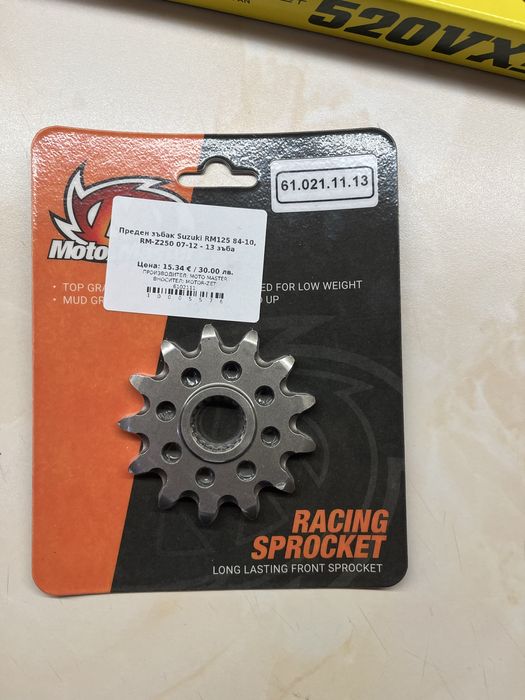 520VX
61.021.11.13
Moto
Преден зъбак Suzuki RM125 84-10,
RM-Z250 07-12 - 13 зъба
Цена: 15.34 € / 30.00 лв.
ПРОИЗВОДИТЕЛ: MOTO MASTER
ВНОСИТЕЛ: MOTOR-ZET
6102111
10005576
• TOP GRA ED FOR LOW WEIGHT
• MUD GR D UP
RACING
SPROCKET
LONG LASTING FRONT SPROCKET